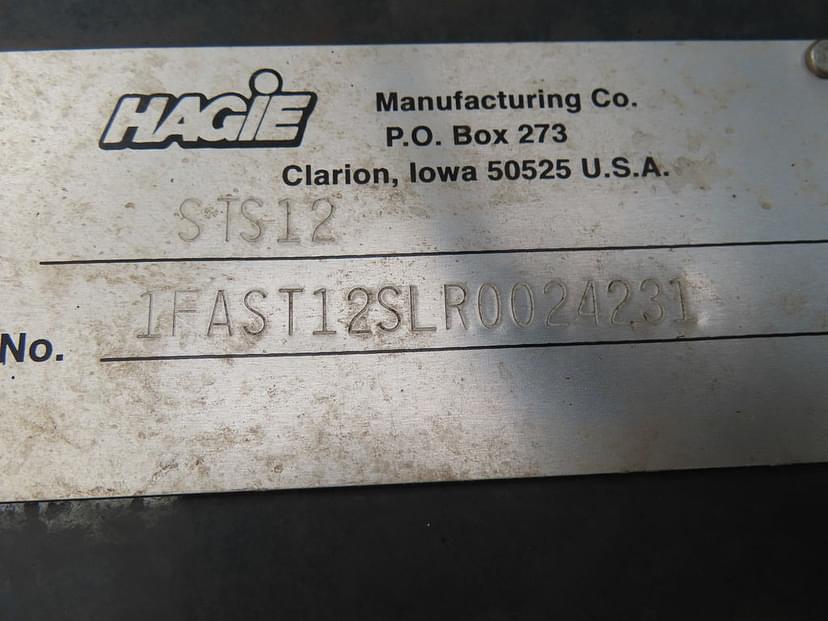 HAGIE Manufacturing Co.
P.O. Box 273
Clarion, Iowa 50525 U.S.A.
STS12
No. 1FAST12SLR0024231